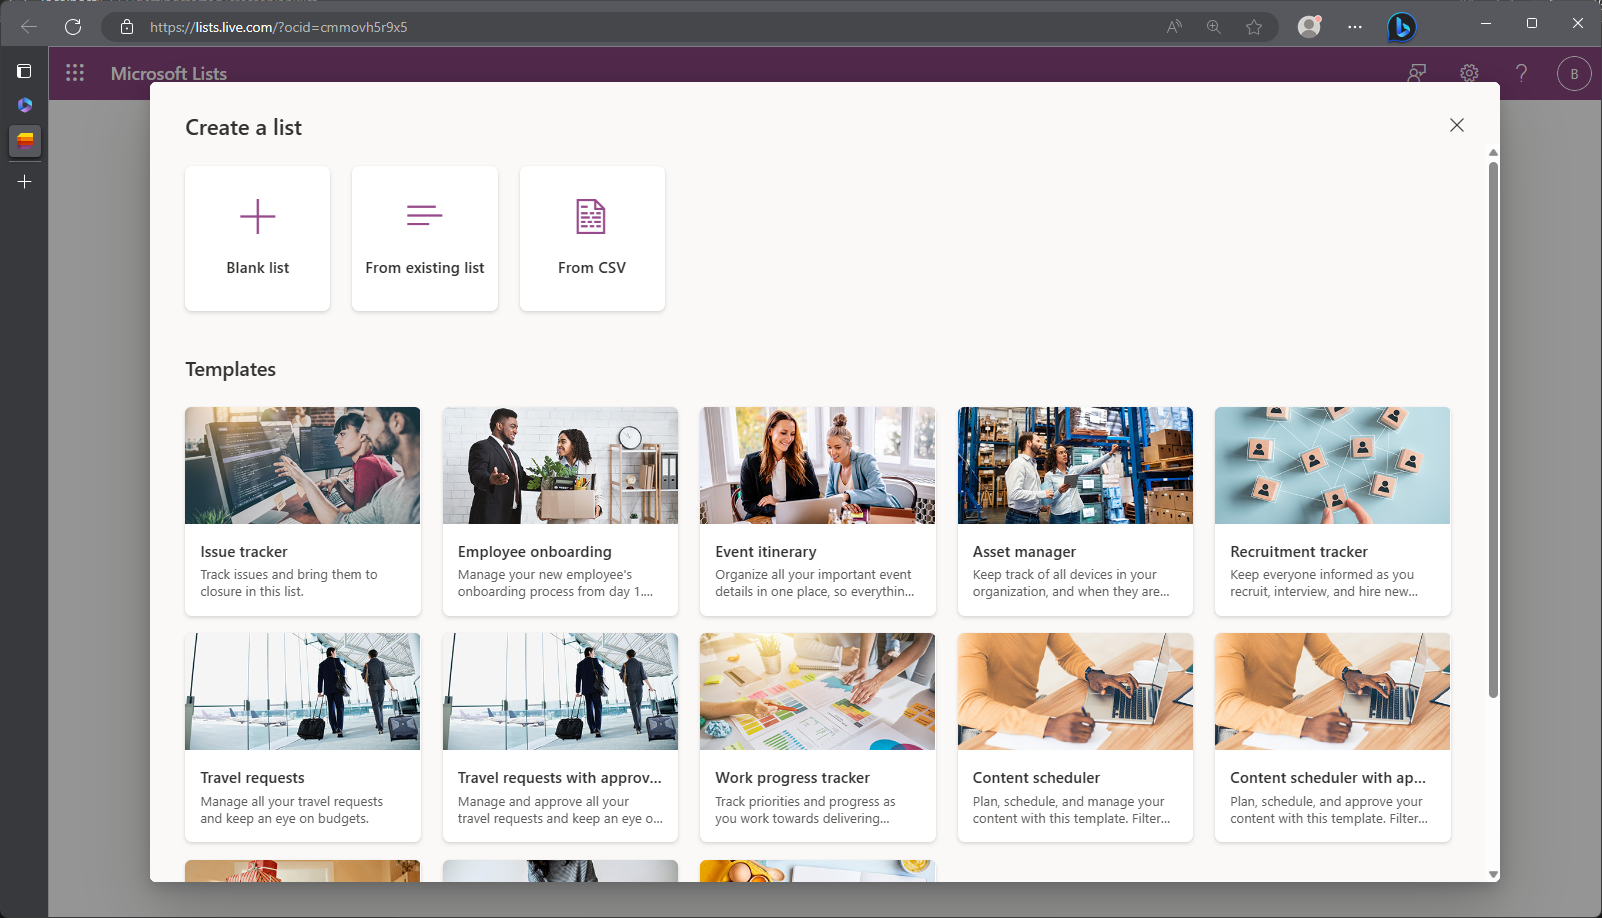 https://lists.live.com/?ocid=cmmovh5r9x5
Microsoft Lists
B
Create a list
Blank list
From existing list
From CSV
Templates
Issue tracker
Track issues and bring them to
closure in this list.
Employee onboarding
Manage your new employee's
onboarding process from day 1....
Event itinerary
Organize all your important event
details in one place, so everythin...
Asset manager
Keep track of all devices in your
organization, and when they are...
Recruitment tracker
Keep everyone informed as you
recruit, interview, and hire new...
Travel requests
Manage all your travel requests
and keep an eye on budgets.
Travel requests with approv...
Manage and approve all your
travel requests and keep an eye o...
Work progress tracker
Track priorities and progress as
you work towards delivering...
Content scheduler
Plan, schedule, and manage your
content with this template. Filter...
Content scheduler with ap...
Plan, schedule, and approve your
content with this template. Filter...